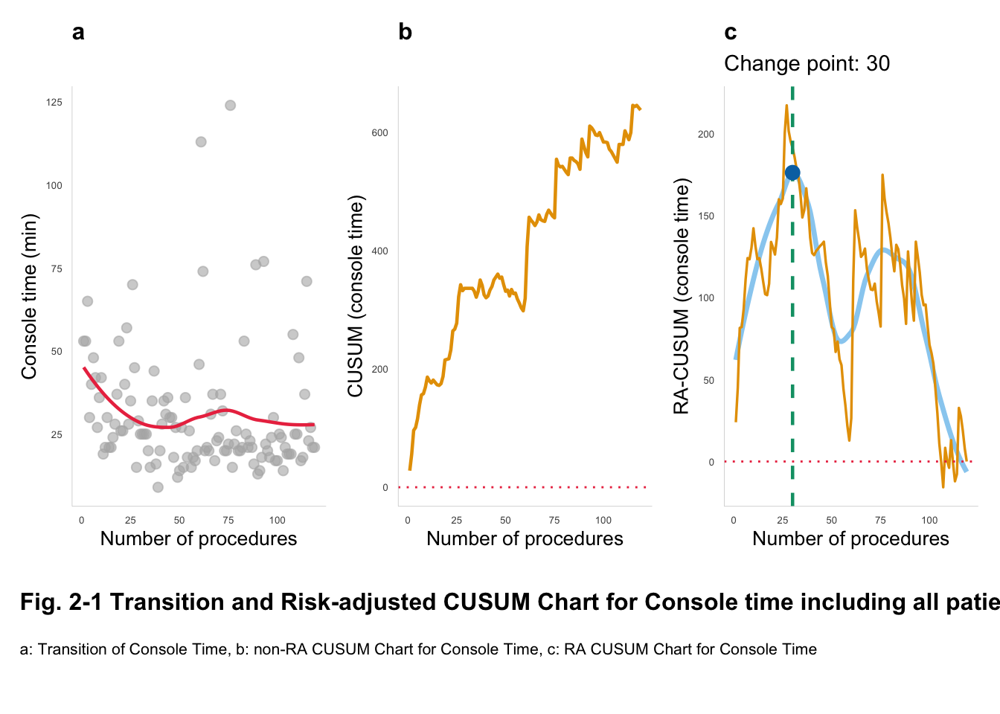 a
b
c
Change point: 30
Console time (min)
125
100
75
50
25
0 25 50 75 100
Number of procedures
CUSUM (console time)
600
400
200
0
0 25 50 75 100
Number of procedures
RA-CUSUM (console time)
200
150
100
50
0
0 25 50 75 100
Number of procedures
Fig. 2-1 Transition and Risk-adjusted CUSUM Chart for Console time including all patie
a: Transition of Console Time, b: non-RA CUSUM Chart for Console Time, c: RA CUSUM Chart for Console Time